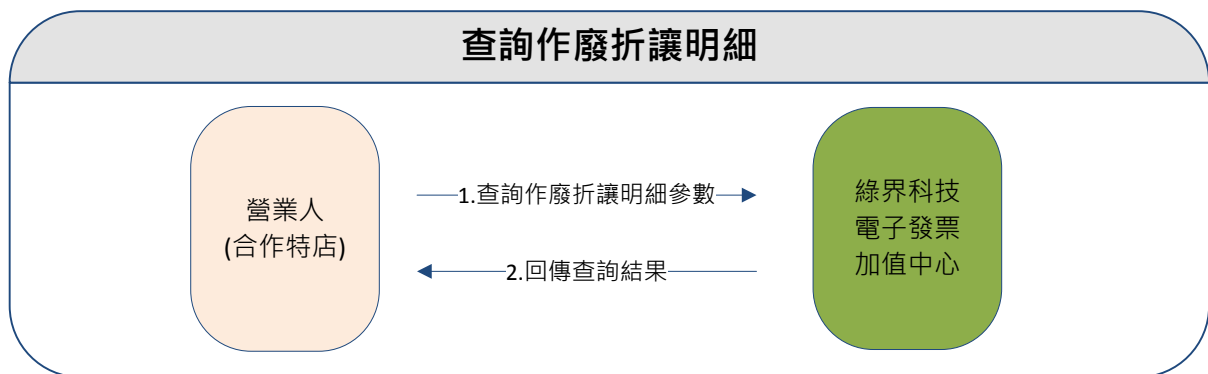 查詢作廢折讓明細
營業人
(合作特店)
1.查詢作廢折讓明細參數
2.回傳查詢結果
綠界科技
電子發票
加值中心